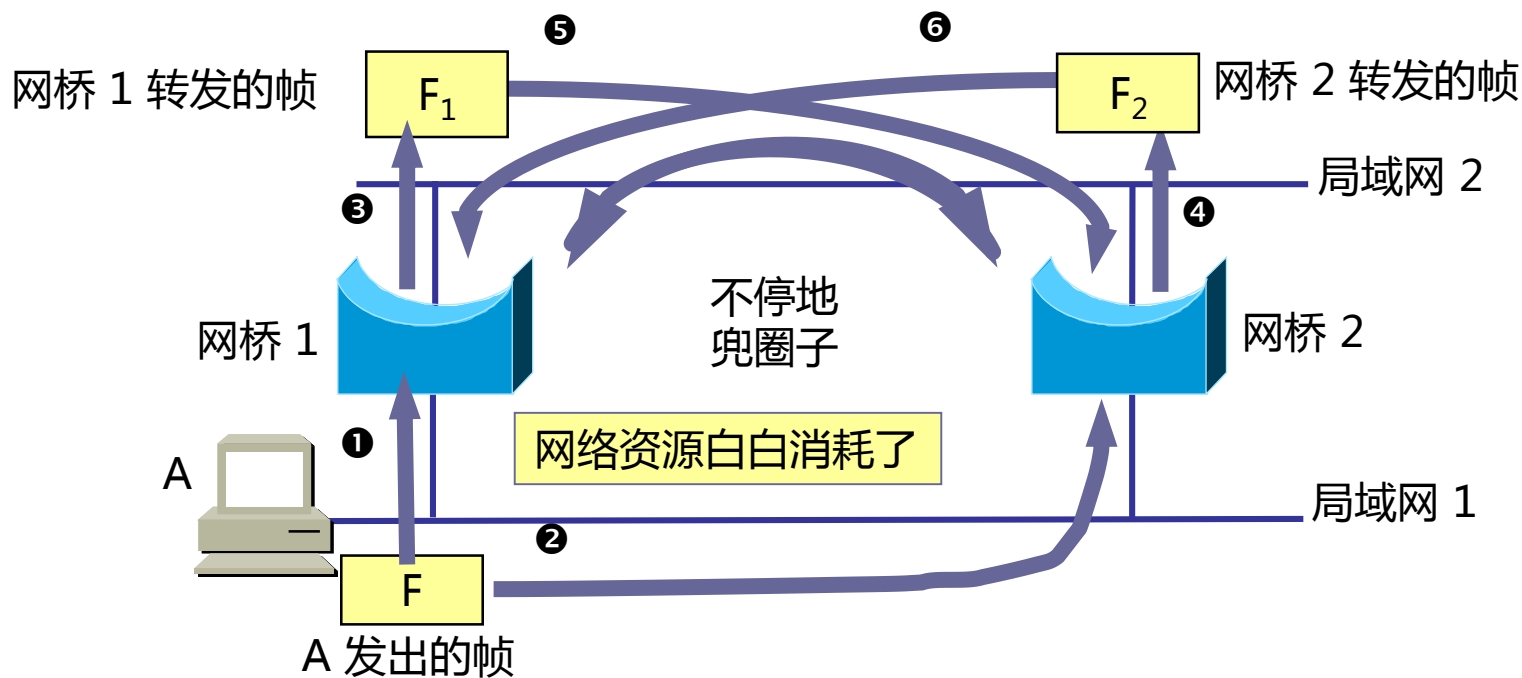 ❺
❻
网桥 1 转发的帧
F₁
F₂
网桥 2 转发的帧
局域网 2
❸
❹
不停地
兜圈子
网桥 1
网桥 2
❶
网络资源白白消耗了
A
局域网 1
❷
F
A 发出的帧